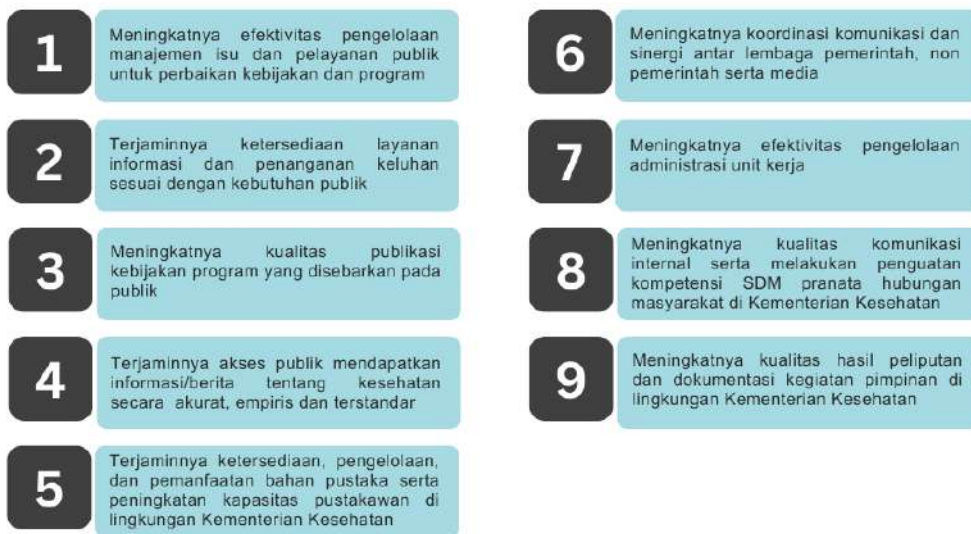 1
Meningkatnya efektivitas pengelolaan
manajemen isu dan pelayanan publik
untuk perbaikan kebijakan dan program
2
Terjaminnya ketersediaan layanan
informasi dan penanganan keluhan
sesuai dengan kebutuhan publik
3
Meningkatnya kualitas publikasi
kebijakan program yang disebarkan pada
publik
4
Terjaminnya akses publik mendapatkan
informasi/berita tentang kesehatan
secara akurat, empiris dan terstandar
5
Terjaminnya ketersediaan, pengelolaan,
dan pemanfaatan bahan pustaka serta
peningkatan kapasitas pustakawan di
lingkungan Kementerian Kesehatan
6
Meningkatnya koordinasi komunikasi dan
sinergi antar lembaga pemerintah, non
pemerintah serta media
7
Meningkatnya efektivitas pengelolaan
administrasi unit kerja
8
Meningkatnya kualitas komunikasi
internal serta melakukan penguatan
kompetensi SDM pranata hubungan
masyarakat di Kementerian Kesehatan
9
Meningkatnya kualitas hasil peliputan
dan dokumentasi kegiatan pimpinan di
lingkungan Kementerian Kesehatan